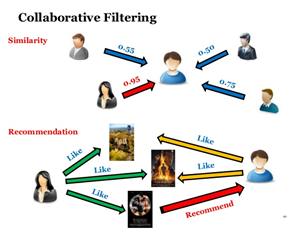 Collaborative Filtering
Similarity
0.55
0.50
0.95
0.75
Recommendation
Like
Like
Like
Like
Like
Recommend